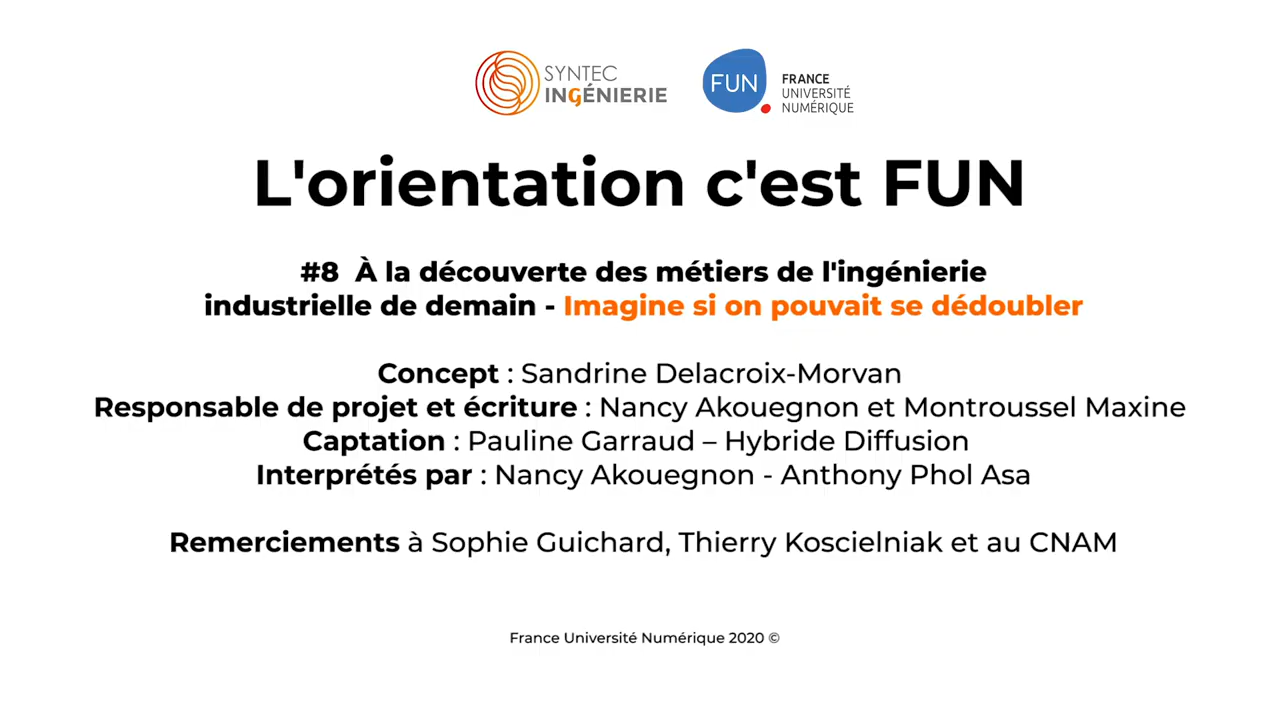 SYNTEC
INGÉNIERIE
FUN
FRANCE
UNIVERSITÉ
NUMÉRIQUE
L'orientation c'est FUN
#8 À la découverte des métiers de l'ingénierie
industrielle de demain - Imagine si on pouvait se dédoubler
Concept : Sandrine Delacroix-Morvan
Responsable de projet et écriture : Nancy Akouegnon et Montroussel Maxine
Captation : Pauline Garraud – Hybride Diffusion
Interprétés par : Nancy Akouegnon - Anthony Phol Asa
Remerciements à Sophie Guichard, Thierry Koscielniak et au CNAM
France Université Numérique 2020 ©